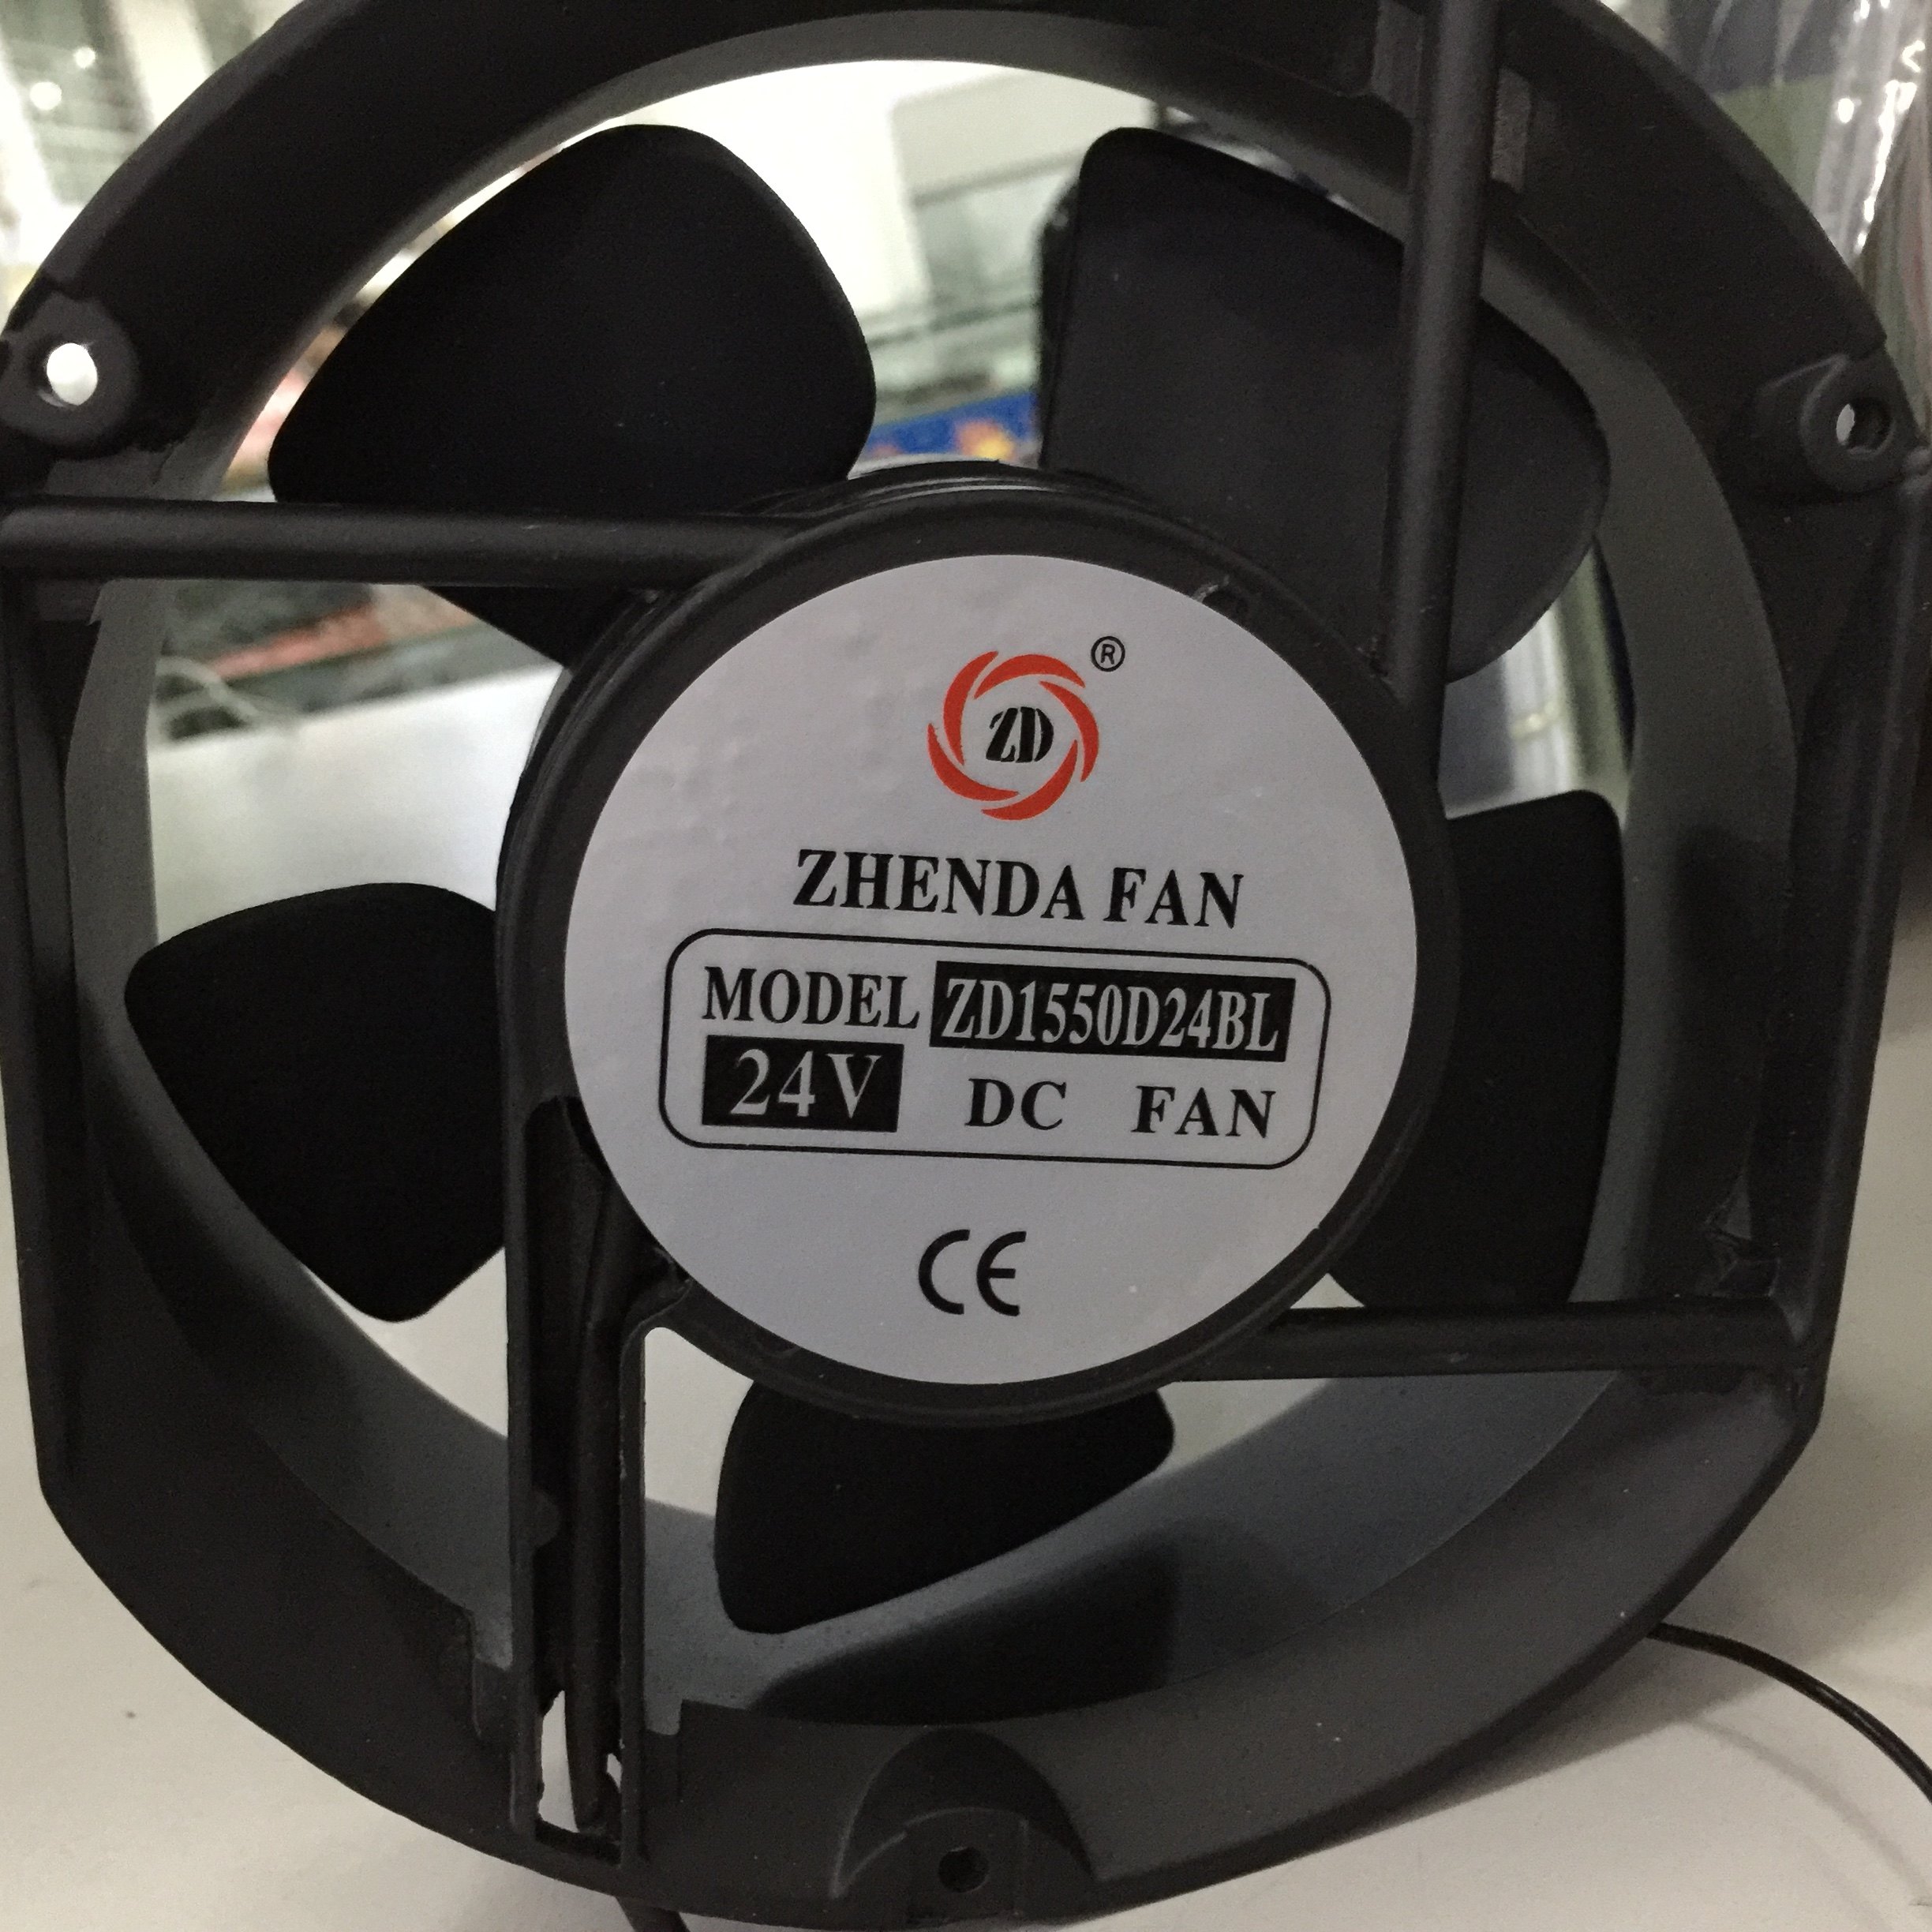 ZD ®
ZHENDA FAN
MODEL ZD1550D24BL
24V DC FAN
CE